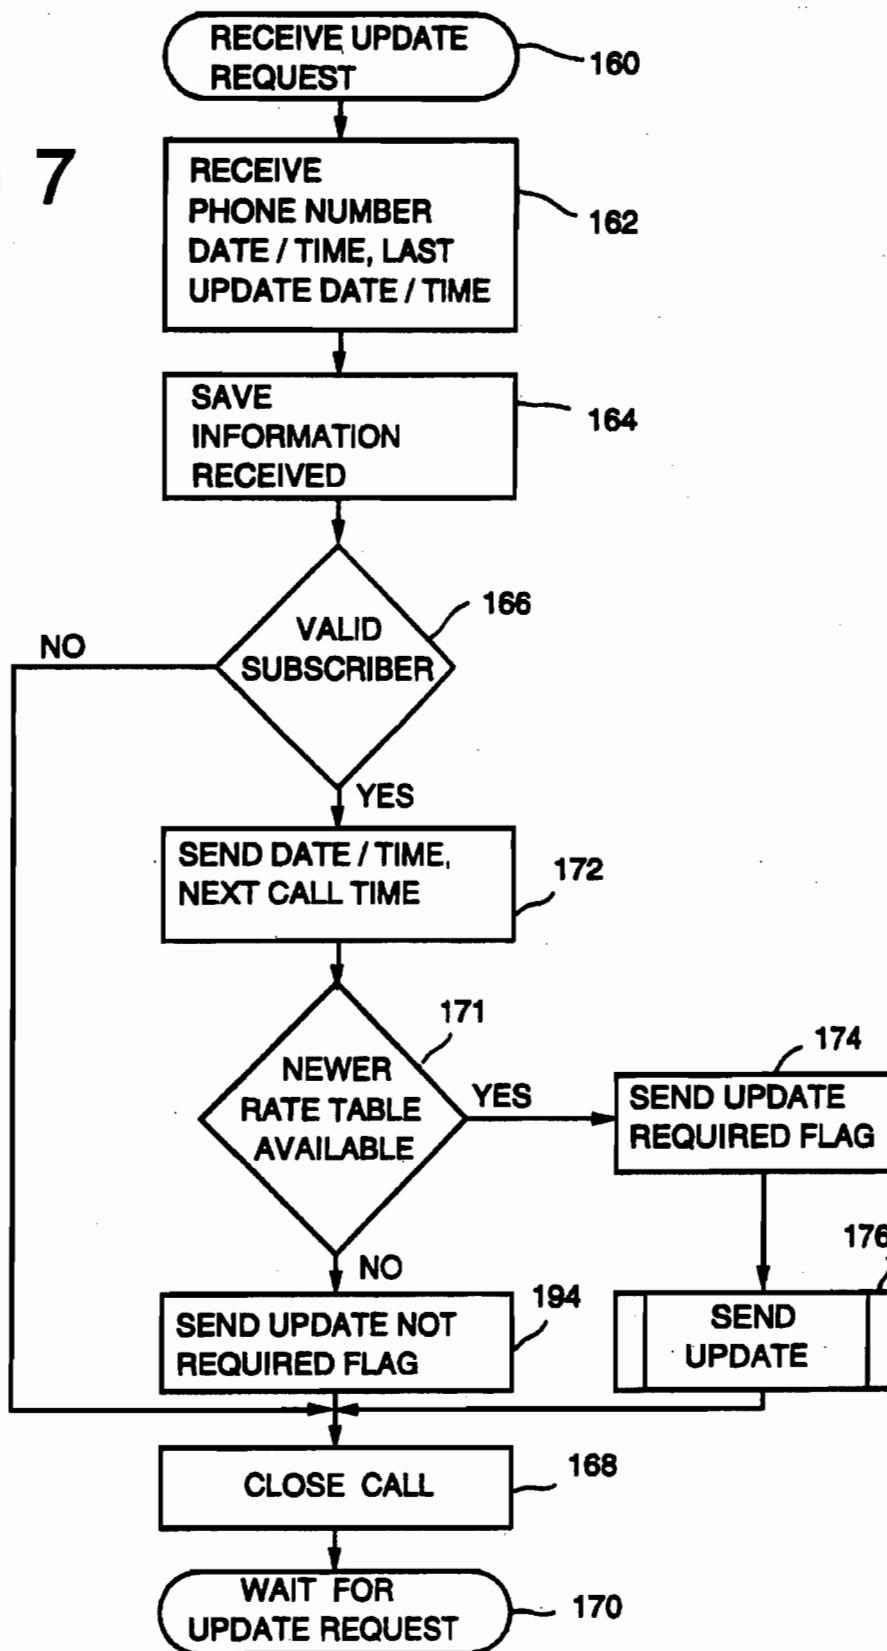 RECEIVE UPDATE
REQUEST
160
7
RECEIVE
PHONE NUMBER
DATE / TIME, LAST
UPDATE DATE / TIME
162
SAVE
INFORMATION
RECEIVED
164
VALID
SUBSCRIBER
166
NO
YES
SEND DATE / TIME,
NEXT CALL TIME
172
NEWER
RATE TABLE
AVAILABLE
171
YES
SEND UPDATE
REQUIRED FLAG
174
NO
SEND UPDATE NOT
REQUIRED FLAG
194
SEND
UPDATE
176
CLOSE CALL
168
WAIT FOR
UPDATE REQUEST
170